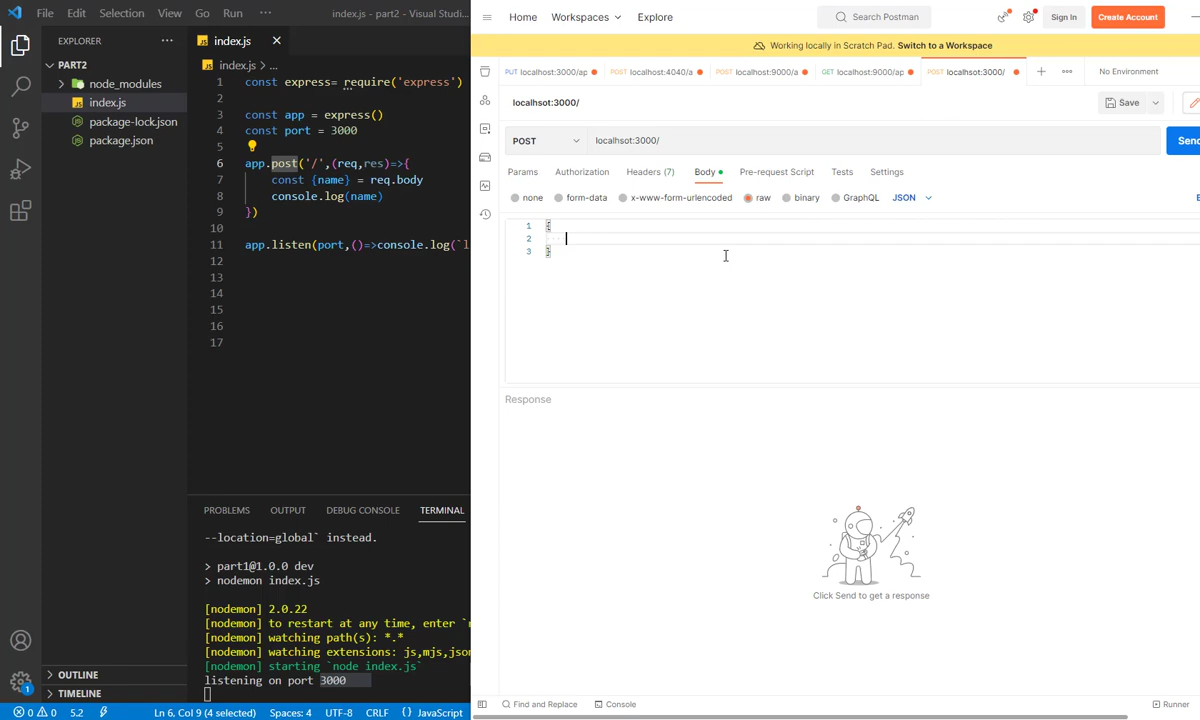 File Edit Selection View Go Run ··· index.js - part2 - Visual Studi...
EXPLORER ···
PART2
node_modules
index.js
package-lock.json
package.json
OUTLINE
TIMELINE
index.js
index.js > ...
1 const express= require('express')
2
3 const app = express()
4 const port = 3000
5
6 app.post('/',(req,res)=>{
7 const {name} = req.body
8 console.log(name)
9 })
10
11 app.listen(port,()=>console.log(`l
12
13
14
15
16
17
PROBLEMS OUTPUT DEBUG CONSOLE TERMINAL
--location=global` instead.
> part1@1.0.0 dev
> nodemon index.js
[nodemon] 2.0.22
[nodemon] to restart at any time, enter `
[nodemon] watching path(s): *.*
[nodemon] watching extensions: js,mjs,json
[nodemon] starting `node index.js`
listening on port 3000
1
0 0 5.2 Ln 6, Col 9 (4 selected) Spaces: 4 UTF-8 CRLF {} JavaScript
Home Workspaces Explore Search Postman Sign In Create Account
Working locally in Scratch Pad. Switch to a Workspace
PUT localhost:3000/ap POST localhost:4040/a POST localhost:9000/a GET localhost:9000/ap POST localhost:3000/ + ··· No Environment
localhsot:3000/ Save
POST localhsot:3000/ Send
Params Authorization Headers (7) Body Pre-request Script Tests Settings
none form-data x-www-form-urlencoded raw binary GraphQL JSON
1 {
2
3 }
Response
Click Send to get a response
Find and Replace Console Runner